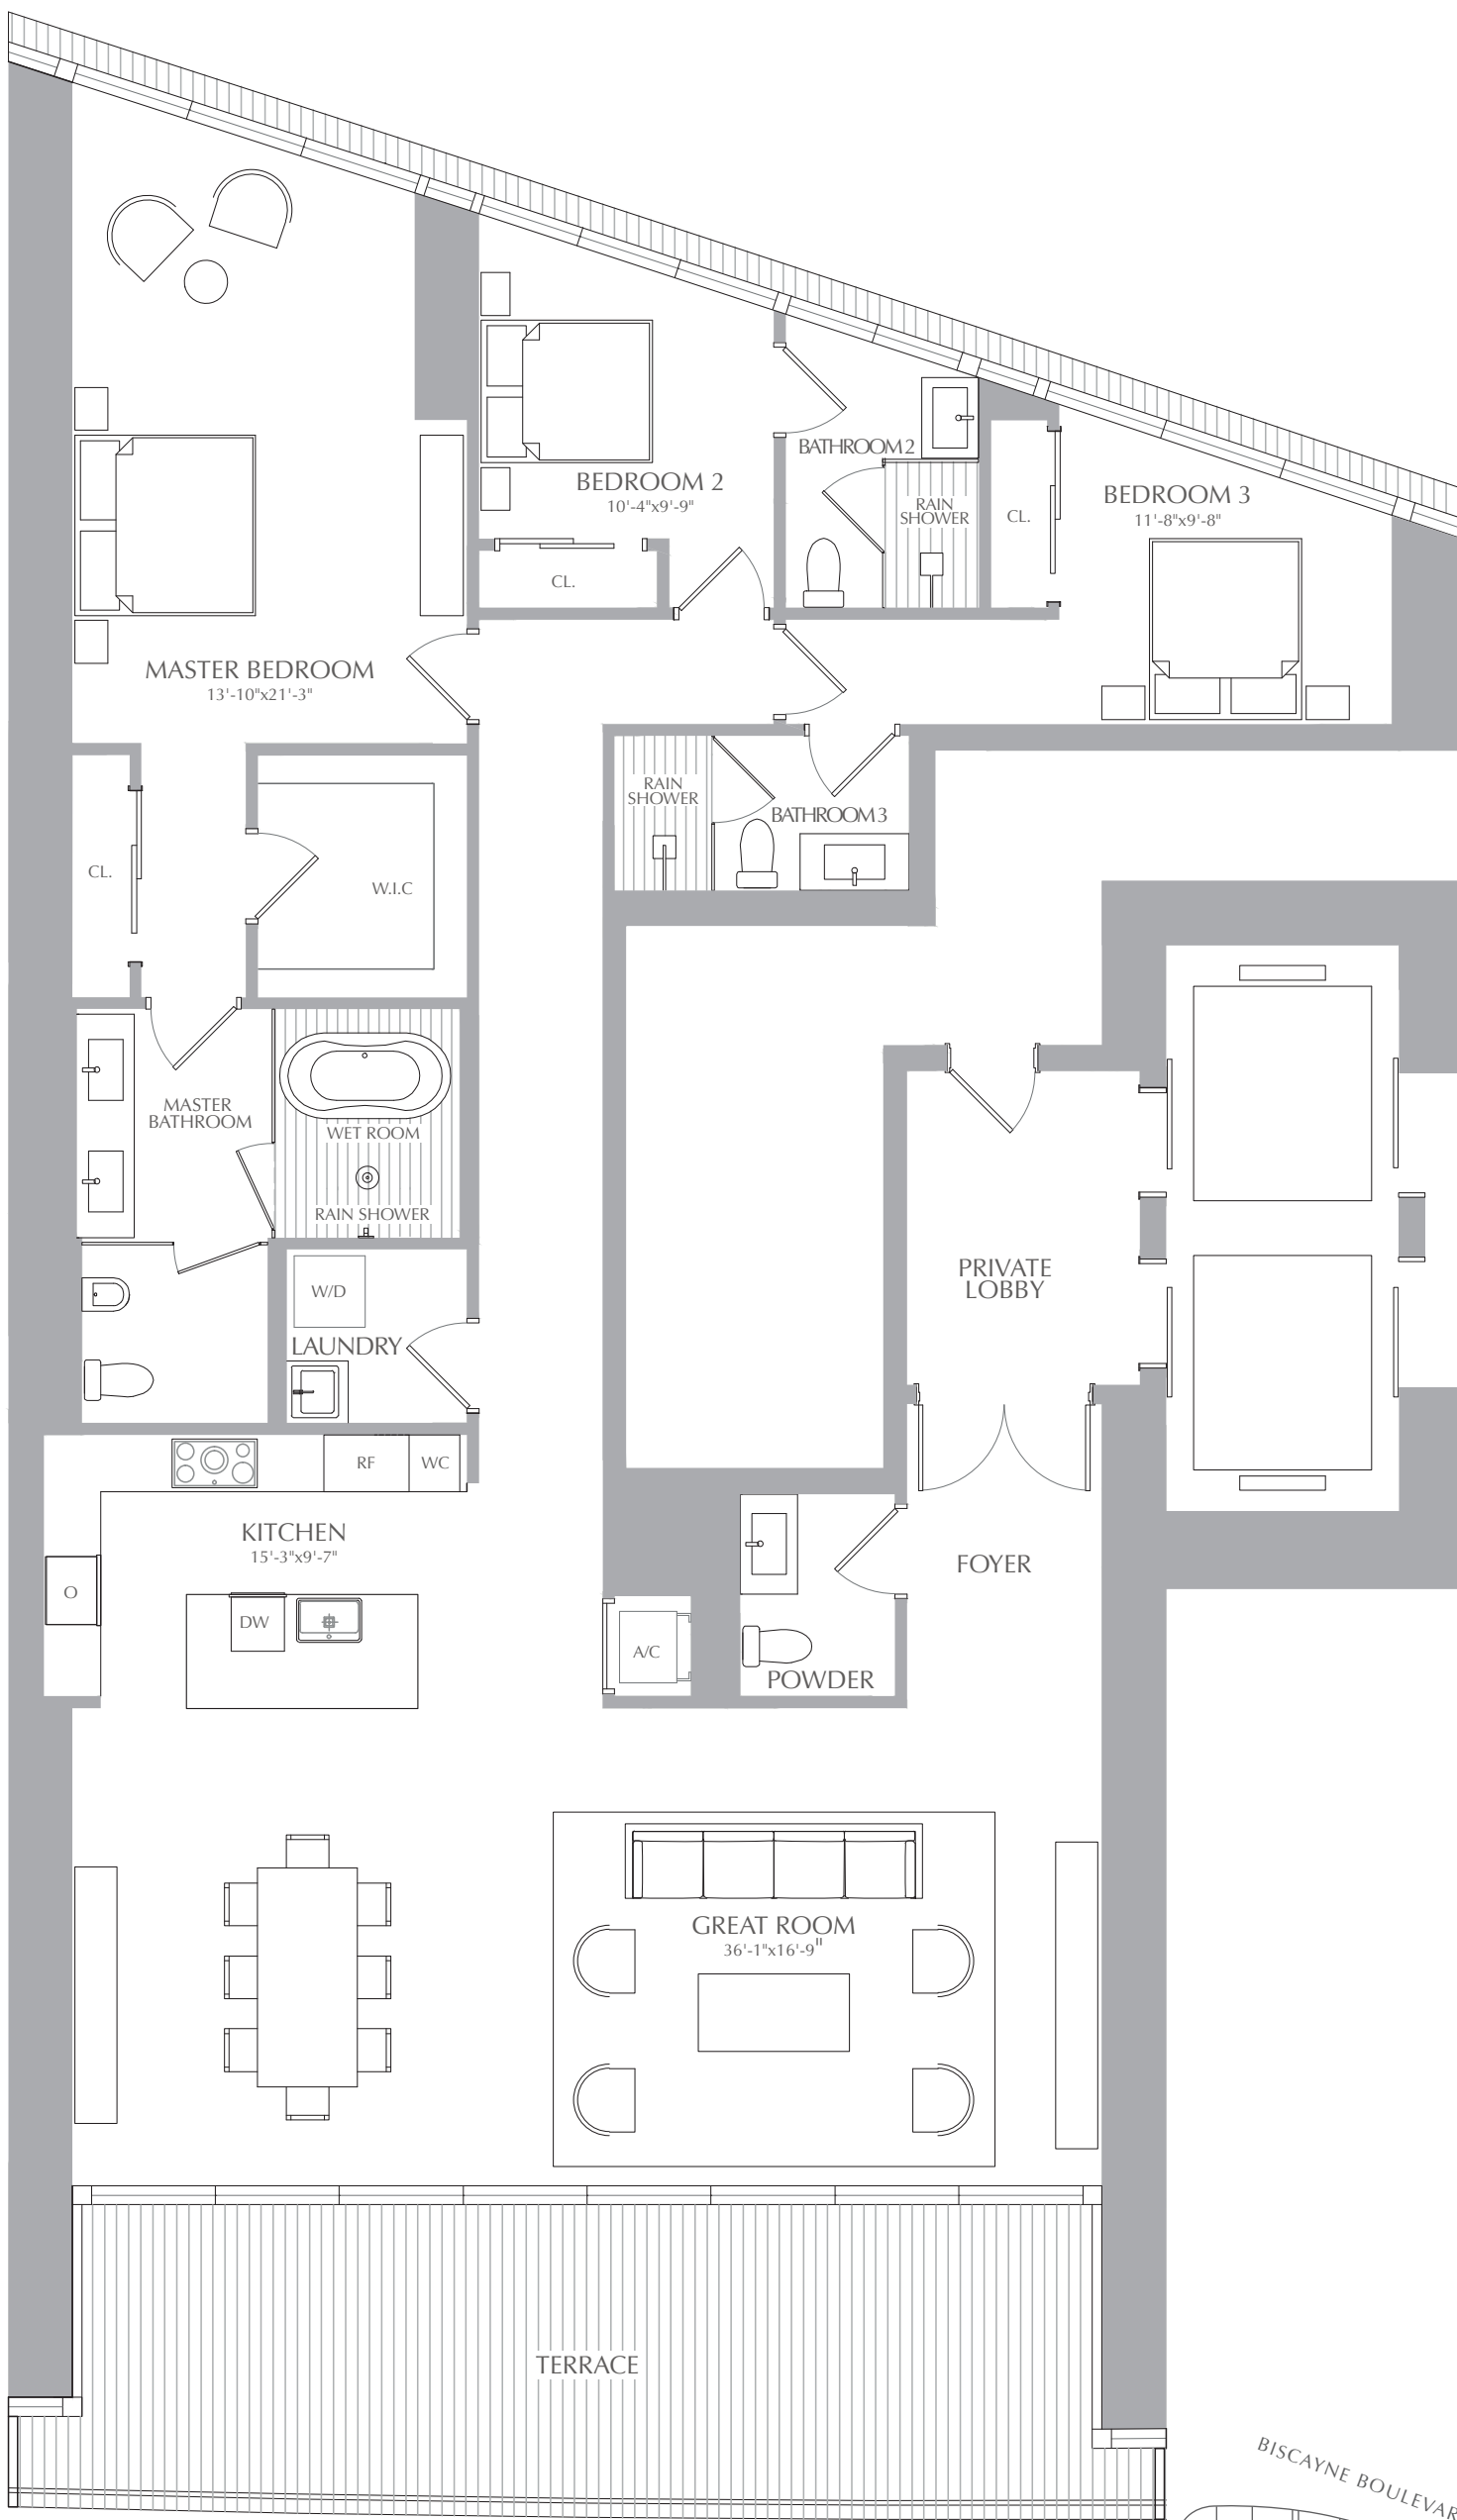 BATHROOM 2
BEDROOM 2
10'-4"x9'-9"
RAIN
SHOWER
CL.
BEDROOM 3
11'-8"x9'-8"
CL.
MASTER BEDROOM
13'-10"x21'-3"
RAIN
SHOWER
BATHROOM 3
CL.
W.I.C
MASTER
BATHROOM
WET ROOM
RAIN SHOWER
PRIVATE
LOBBY
W/D
LAUNDRY
RF
WC
KITCHEN
15'-3"x9'-7"
FOYER
O
DW
A/C
POWDER
GREAT ROOM
36'-1"x16'-9"
TERRACE